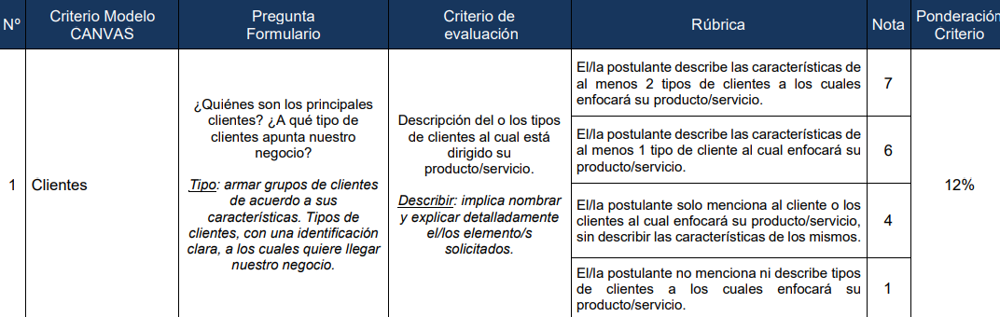 Nº
Criterio Modelo
CANVAS
Pregunta
Formulario
Criterio de
evaluación
Rúbrica
Nota
Ponderación
Criterio
1
Clientes
¿Quiénes son los principales
clientes? ¿A qué tipo de
clientes apunta nuestro
negocio?
Tipo: armar grupos de clientes
de acuerdo a sus
características. Tipos de
clientes, con una identificación
clara, a los cuales quiere llegar
nuestro negocio.
Descripción del o los tipos
de clientes al cual está
dirigido su
producto/servicio.
Describir: implica nombrar
y explicar detalladamente
el/los elemento/s
solicitados.
El/la postulante describe las características de
al menos 2 tipos de clientes a los cuales
enfocará su producto/servicio.
7
El/la postulante describe las características de
al menos 1 tipo de cliente al cual enfocará su
producto/servicio.
6
El/la postulante solo menciona al cliente o los
clientes al cual enfocará su producto/servicio,
sin describir las características de los mismos.
4
El/la postulante no menciona ni describe tipos
de clientes a los cuales enfocará su
producto/servicio.
1
12%